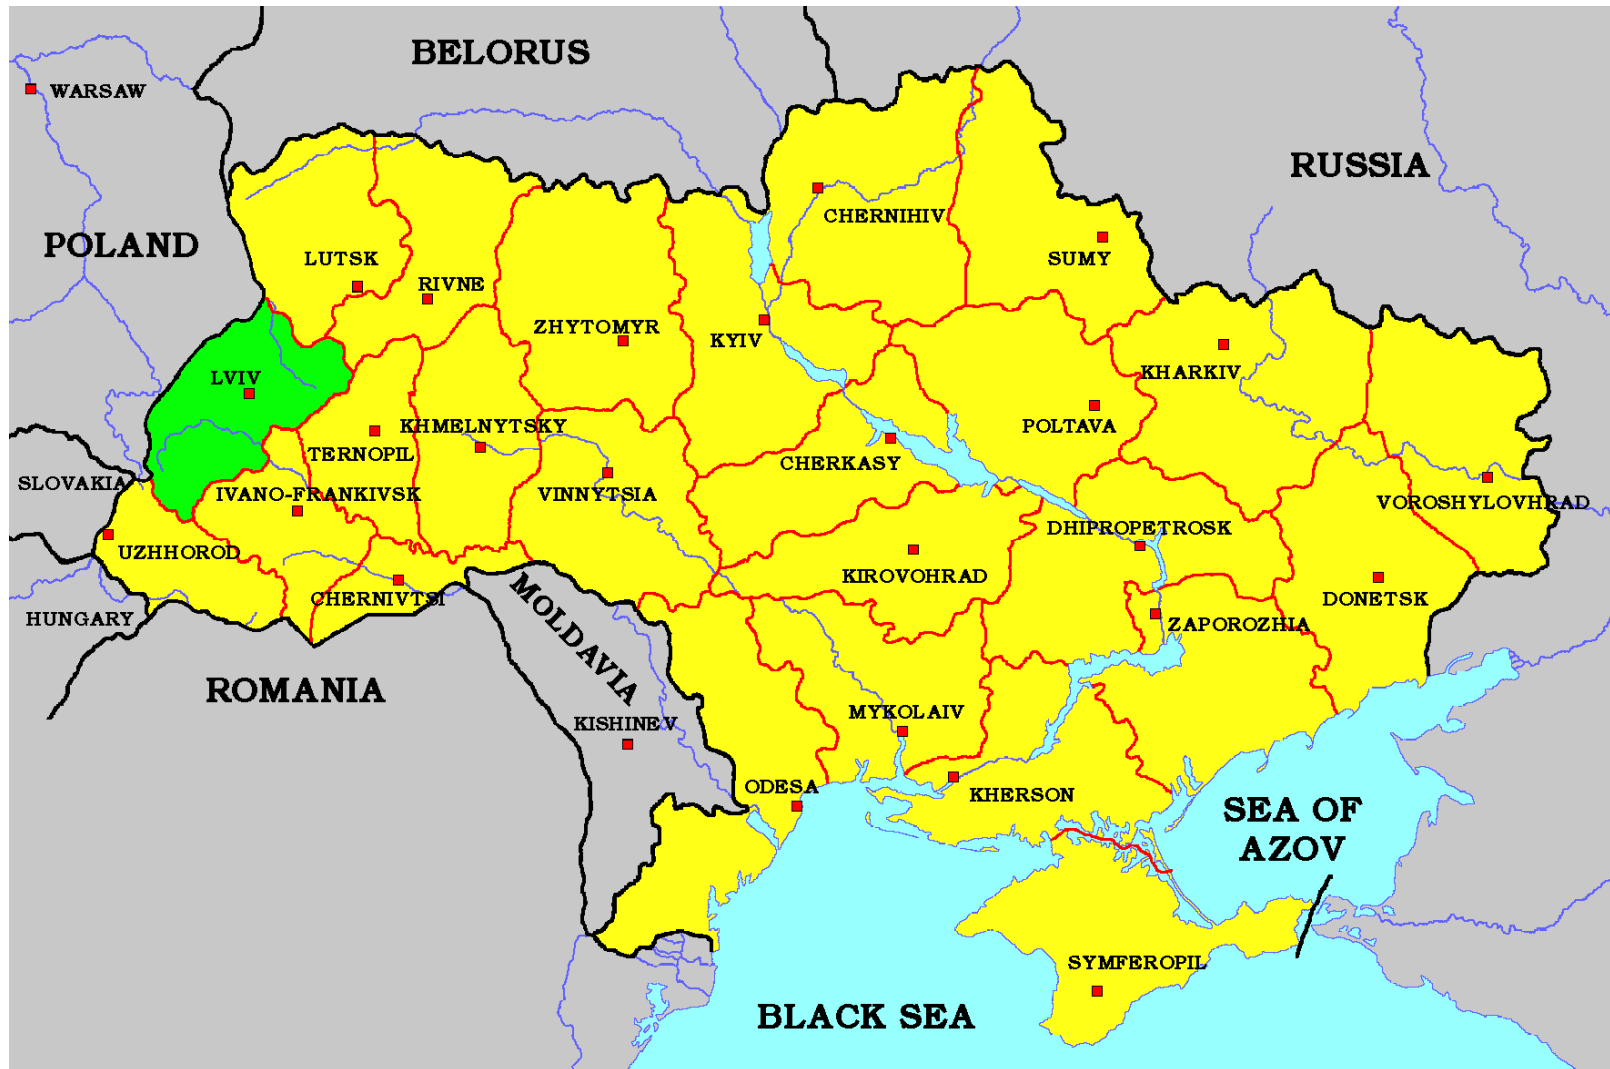 BELORUS
WARSAW
RUSSIA
CHERNIHIV
POLAND
LUTSK
SUMY
RIVNE
ZHYTOMYR
KYIV
KHARKIV
LVIV
KHMELNYTSKY
POLTAVA
TERNOPIL
CHERKASY
SLOVAKIA
IVANO-FRANKIVSK
VINNYTSIA
VOROSHYLOVHRAD
DHIPROPETROSK
UZHHOROD
KIROVOHRAD
CHERNIVTSI
DONETSK
HUNGARY
ZAPOROZHIA
MOLDAVIA
ROMANIA
MYKOLAIV
KISHINEV
ODESA
KHERSON
SEA OF
AZOV
SYMFEROPIL
BLACK SEA